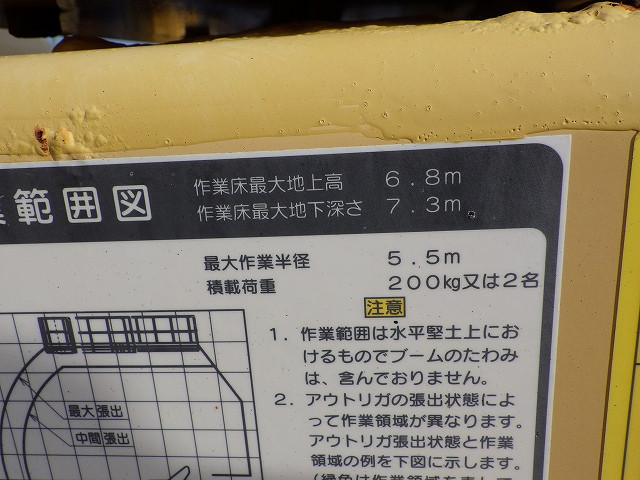 範囲図
作業床最大地上高 6.8m
作業床最大地下深さ 7.3m
最大作業半径 5.5m
積載荷重 200kg又は2名
注意
1. 作業範囲は水平堅土上にお
けるものでブームのたわみ
は、含んでおりません。
2. アウトリガの張出状態によ
って作業領域が異なります。
アウトリガ張出状態と作業
領域の例を下図に示します。
最大張出
中間張出